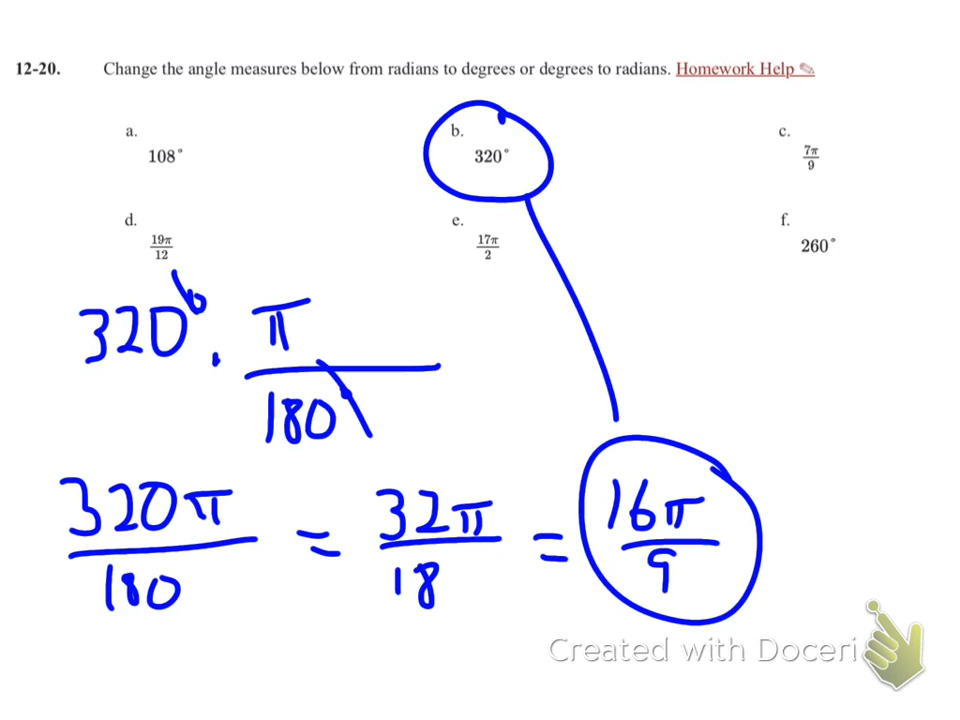 12-20. Change the angle measures below from radians to degrees or degrees to radians. Homework Help ✎
a. b. c.
108° 320° 7π/9
d. e. f.
19π/12 17π/2 260°
320° · π/180
320π/180 = 32π/18 = 16π/9
Created with Doceri